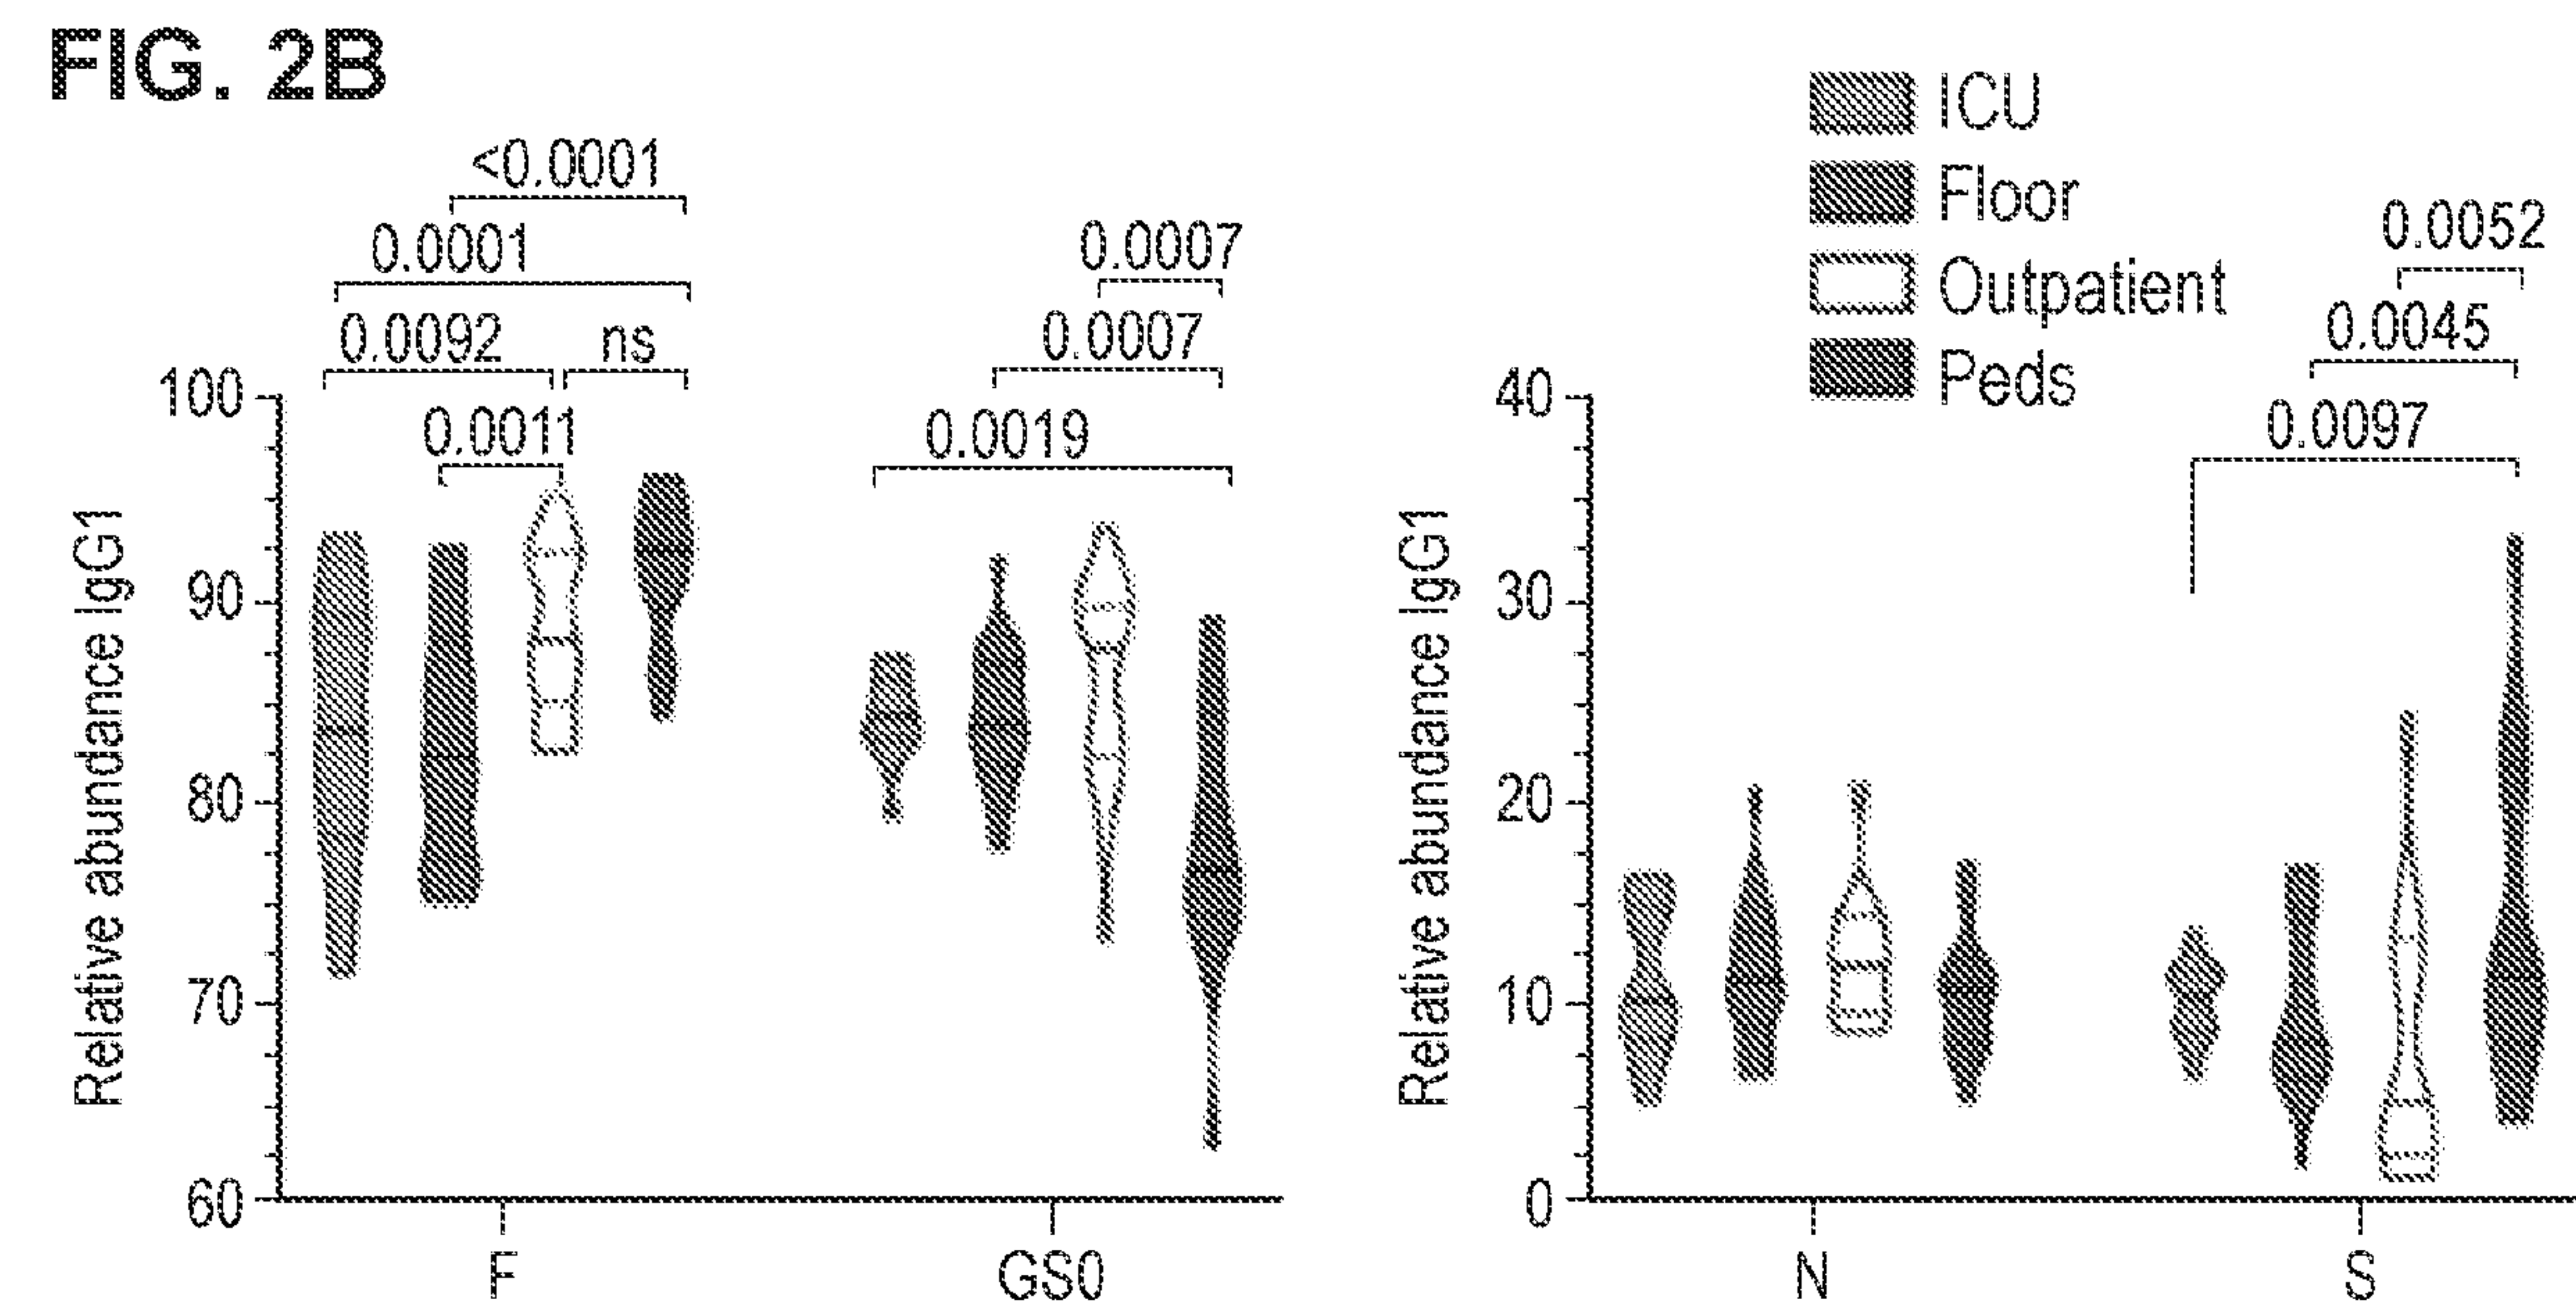 FIG. 2B
ICU
Floor
Outpatient
Peds
<0.0001
0.0001
0.0092
ns
0.0011
0.0007
0.0007
0.0019
Relative abundance IgG1
100
90
80
70
60
F
GS0
0.0052
0.0045
0.0097
Relative abundance IgG1
40
30
20
10
0
N
S